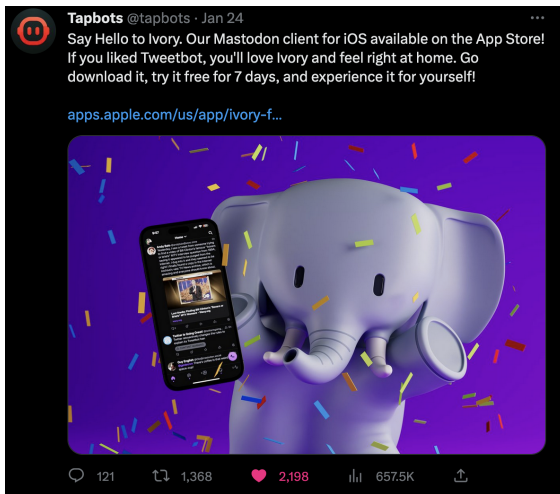 Tapbots @tapbots · Jan 24
Say Hello to Ivory. Our Mastodon client for iOS available on the App Store!
If you liked Tweetbot, you'll love Ivory and feel right at home. Go
download it, try it free for 7 days, and experience it for yourself!
apps.apple.com/us/app/ivory-f...
9:27
Home
121 1,368 2,198 657.5K